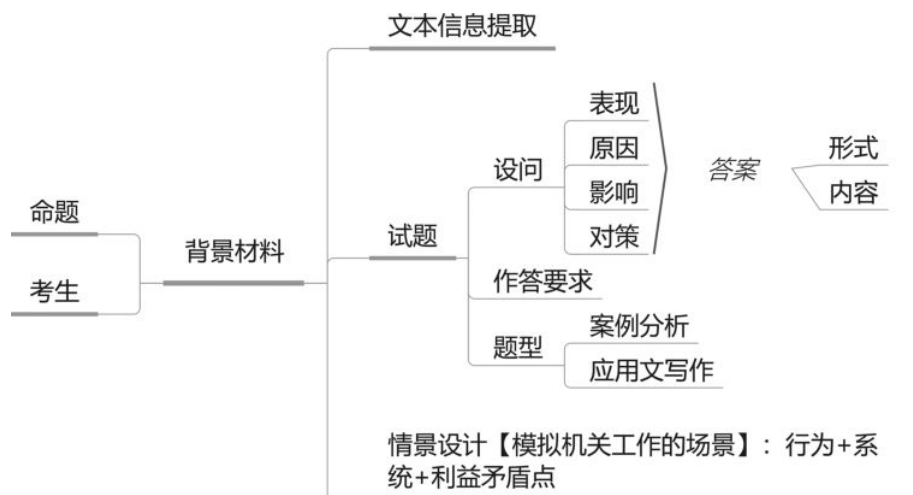 命题
考生
背景材料
文本信息提取
试题
设问
表现
原因
影响
对策
答案
形式
内容
作答要求
题型
案例分析
应用文写作
情景设计【模拟机关工作的场景】：行为+系
统+利益矛盾点